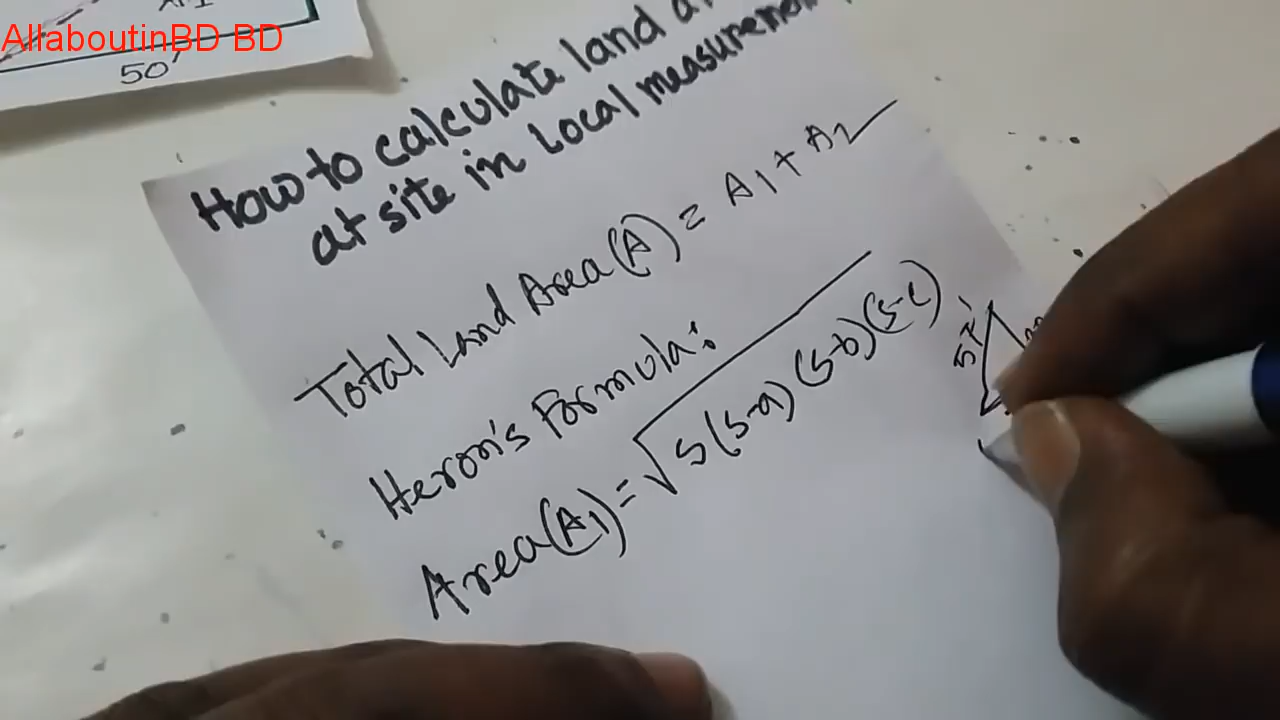 AllaboutinBD BD
50'
How to calculate land
at site in Local measurement
Total Land Area(A) = A1 + A2
Heron's Formula:
Area(A1) = √S(S-a)(S-b)(S-c)
57'